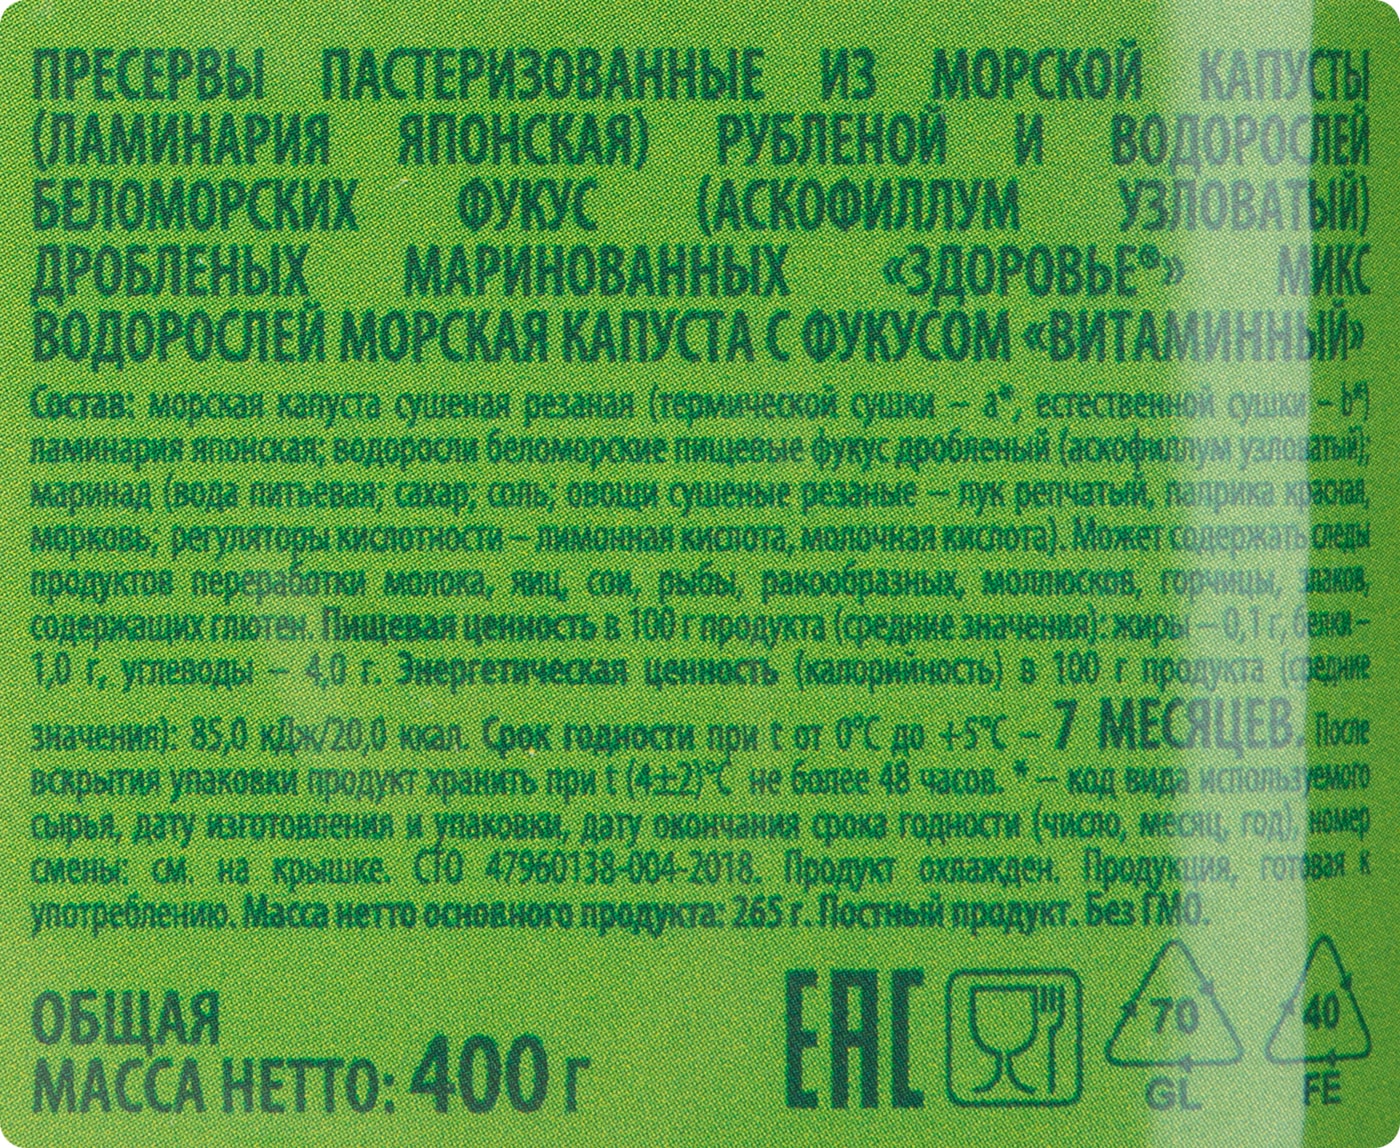 ПРЕСЕРВЫ ПАСТЕРИЗОВАННЫЕ ИЗ МОРСКОЙ КАПУСТЫ
(ЛАМИНАРИЯ ЯПОНСКАЯ) РУБЛЕНОЙ И ВОДОРОСЛЕЙ
БЕЛОМОРСКИХ ФУКУС (АСКОФИЛЛУМ УЗЛОВАТЫЙ)
ДРОБЛЕНЫХ МАРИНОВАННЫХ «ЗДОРОВЬЕ®» МИКС
ВОДОРОСЛЕЙ МОРСКАЯ КАПУСТА С ФУКУСОМ «ВИТАМИННЫЙ»
Состав: морская капуста сушеная резаная (термической сушки – a*, естественной сушки – b*)
ламинария японская; водоросли беломорские пищевые фукус дробленый (аскофиллум узловатый);
маринад (вода питьевая; сахар; соль; овощи сушеные резаные – лук репчатый, паприка красная,
морковь; регуляторы кислотности – лимонная кислота, молочная кислота). Может содержать следы
продуктов переработки молока, яиц, сои, рыбы, ракообразных, моллюсков, горчицы, злаков,
содержащих глютен. Пищевая ценность в 100 г продукта (средние значения): жиры – 0,1 г, белки –
1,0 г, углеводы – 4,0 г. Энергетическая ценность (калорийность) в 100 г продукта (средние
значения): 85,0 кДж/20,0 ккал. Срок годности при t от 0°С до +5°С – 7 МЕСЯЦЕВ. После
вскрытия упаковки продукт хранить при t (4±2)°С не более 48 часов. * – код вида используемого
сырья, дату изготовления и упаковки, дату окончания срока годности (число, месяц, год), номер
смены: см. на крышке. СТО 47960138-004-2018. Продукт охлажден. Продукция, готовая к
употреблению. Масса нетто основного продукта: 265 г. Постный продукт. Без ГМО.
ОБЩАЯ
МАССА НЕТТО: 400 г
ЕАС
70
GL
40
FE